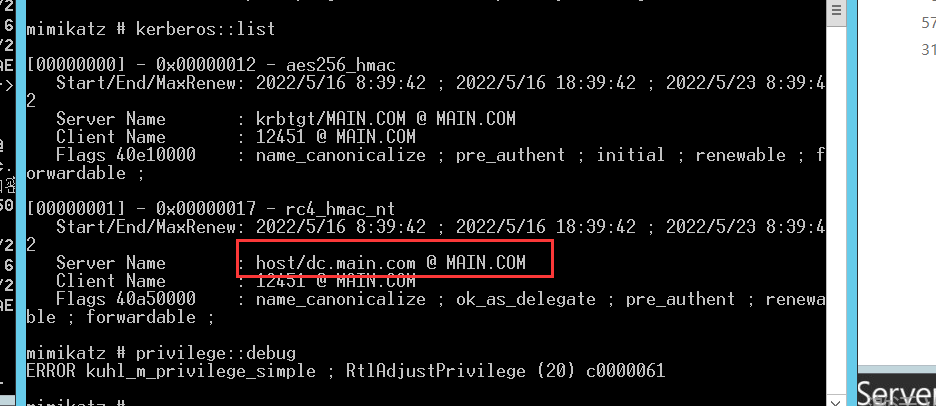 mimikatz # kerberos::list
[00000000] - 0x00000012 - aes256_hmac
Start/End/MaxRenew: 2022/5/16 8:39:42 ; 2022/5/16 18:39:42 ; 2022/5/23 8:39:4
2
Server Name : krbtgt/MAIN.COM @ MAIN.COM
Client Name : 12451 @ MAIN.COM
Flags 40e10000 : name_canonicalize ; pre_authent ; initial ; renewable ; f
orwardable ;
[00000001] - 0x00000017 - rc4_hmac_nt
Start/End/MaxRenew: 2022/5/16 8:39:42 ; 2022/5/16 18:39:42 ; 2022/5/23 8:39:4
2
Server Name : host/dc.main.com @ MAIN.COM
Client Name : 12451 @ MAIN.COM
Flags 40a50000 : name_canonicalize ; ok_as_delegate ; pre_authent ; renewa
ble ; forwardable ;
mimikatz # privilege::debug
ERROR kuhl_m_privilege_simple ; RtlAdjustPrivilege (20) c0000061
mimikatz #
57
31
Server